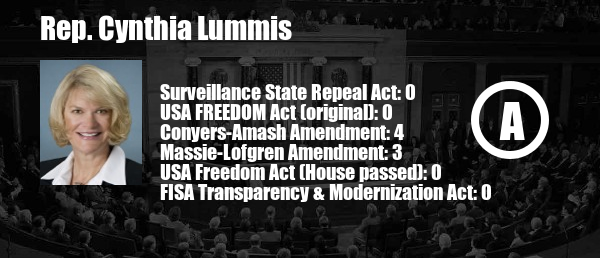 Rep. Cynthia Lummis
Surveillance State Repeal Act: 0
USA FREEDOM Act (original): 0
Conyers-Amash Amendment: 4
Massie-Lofgren Amendment: 3
USA Freedom Act (House passed): 0
FISA Transparency & Modernization Act: 0
A